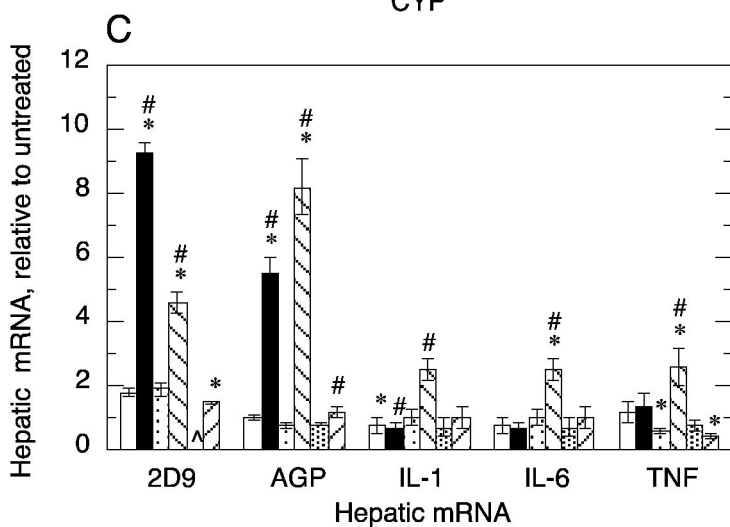 CYP
C
Hepatic mRNA, relative to untreated
12
10
8
6
4
2
0
# * # * * ^
# * # * #
* # #
# *
* # * *
2D9 AGP IL-1 IL-6 TNF
Hepatic mRNA